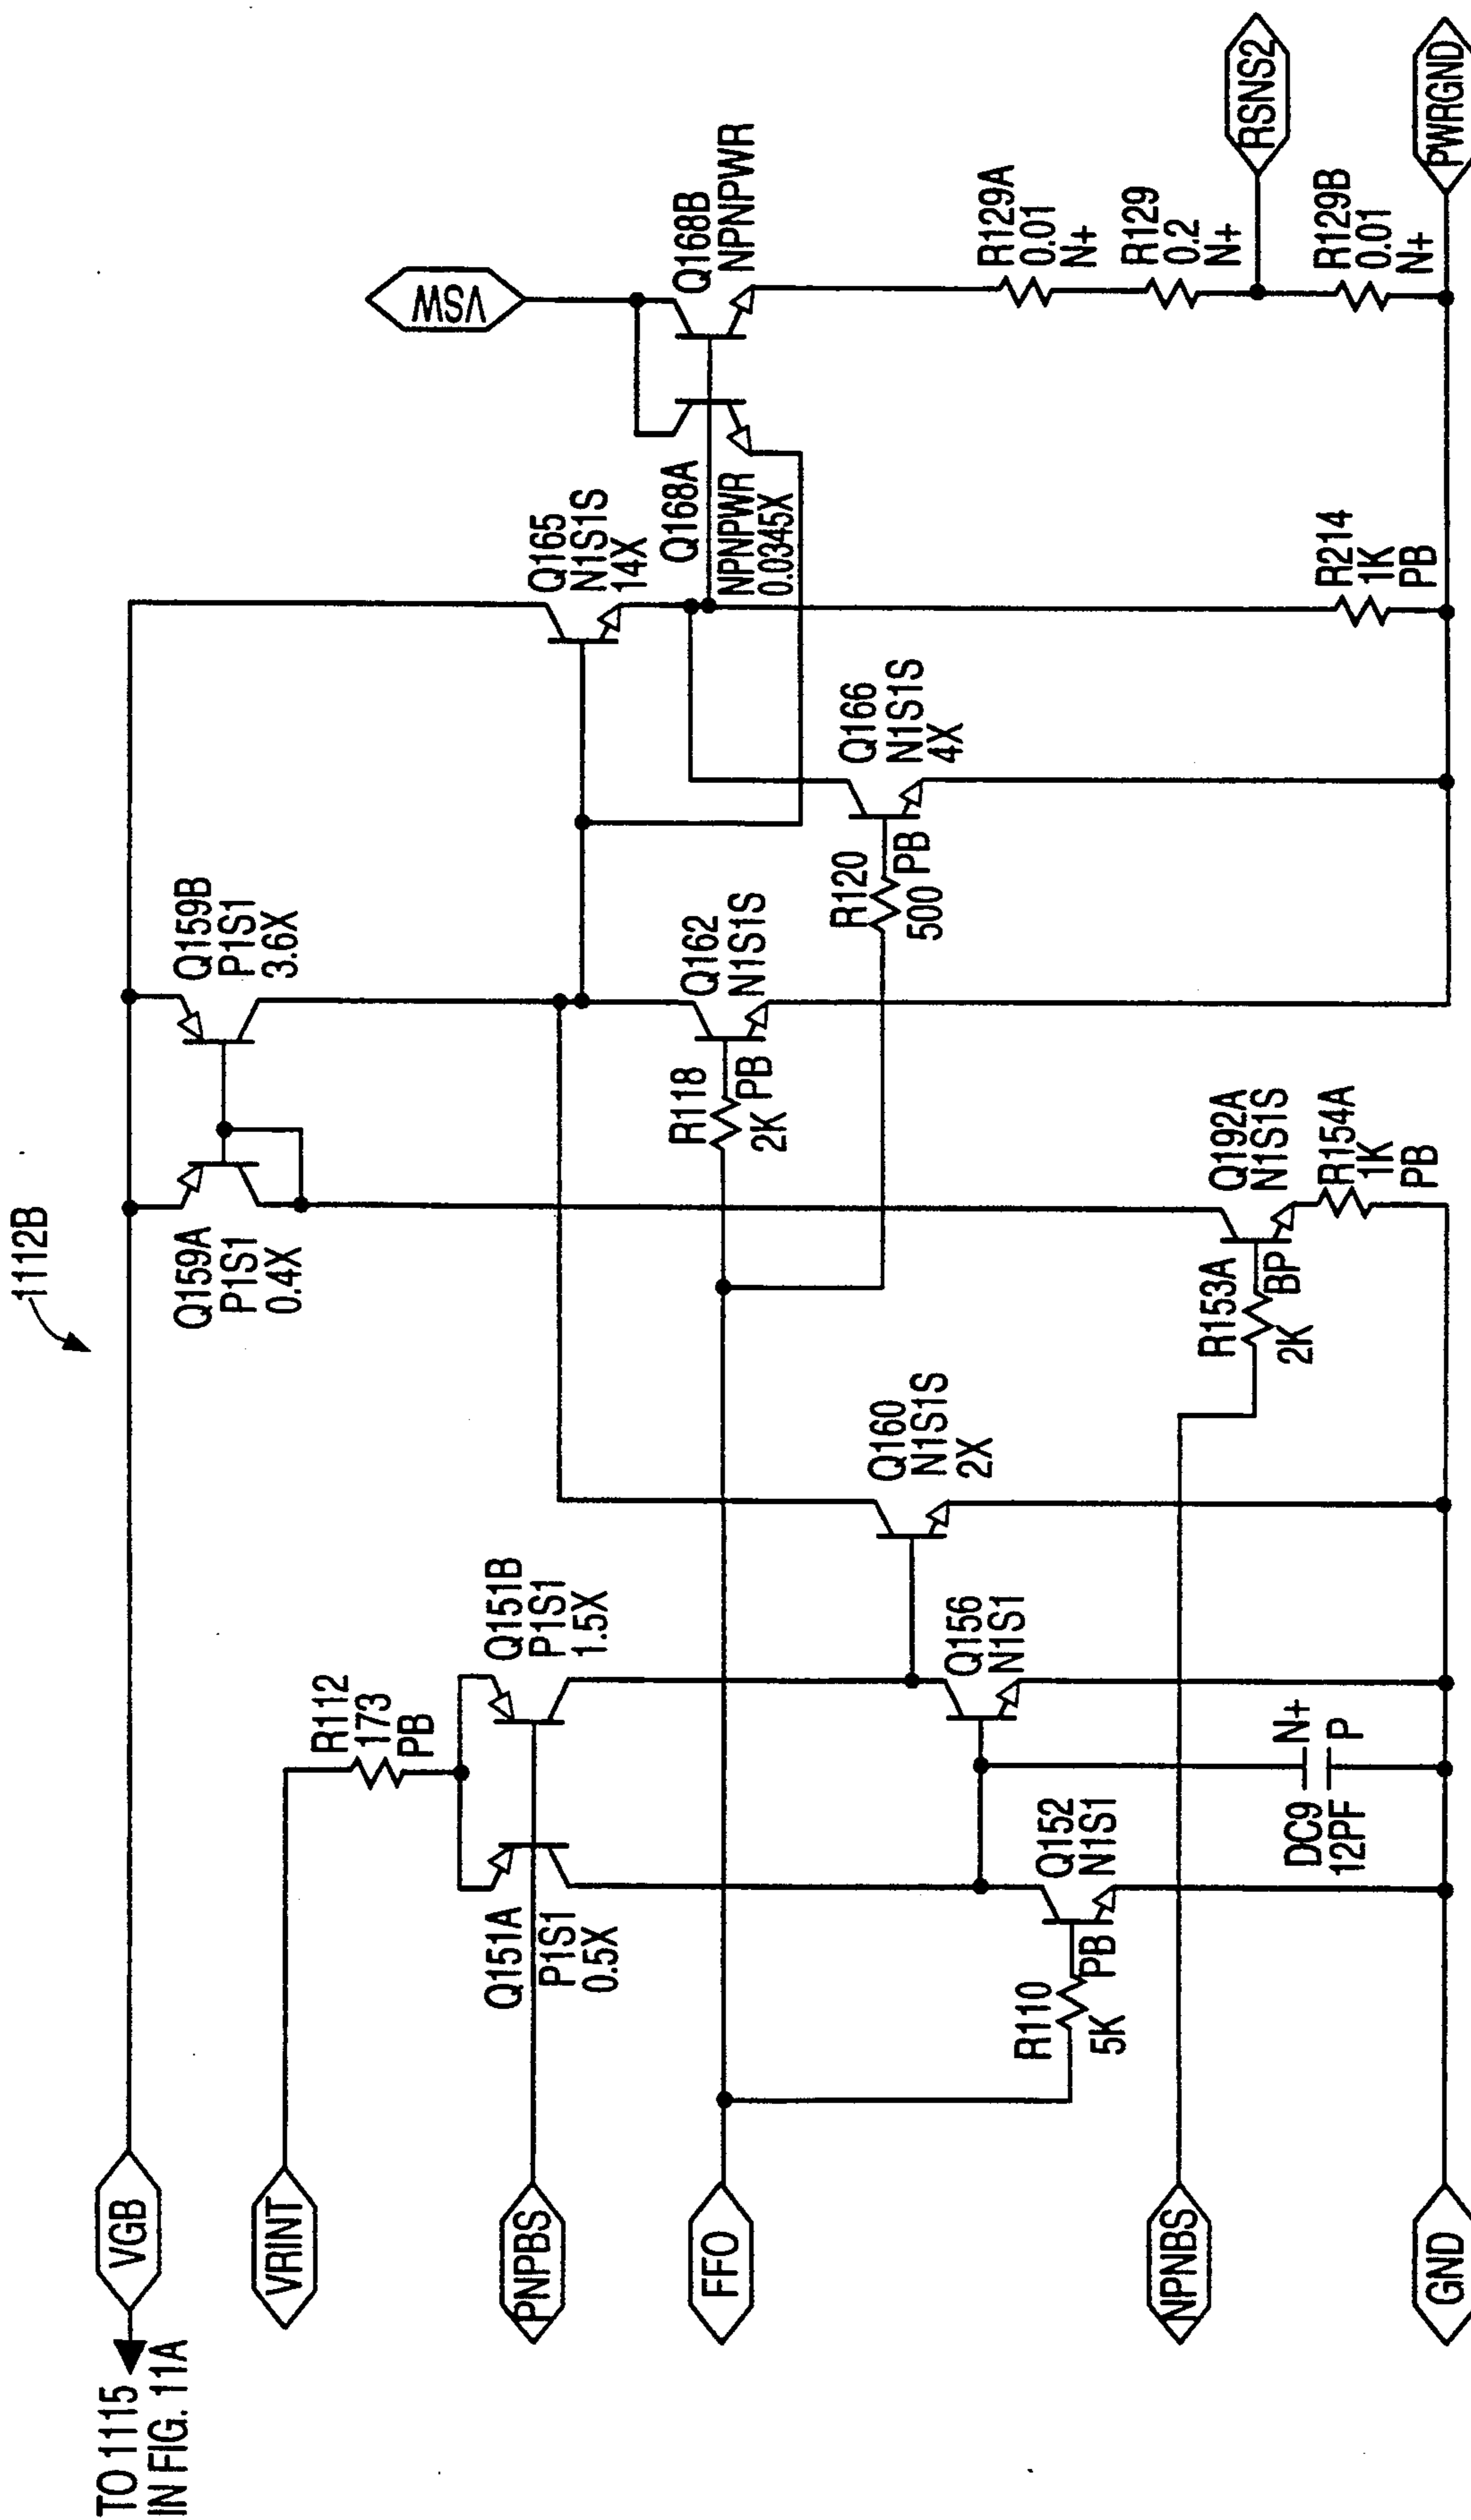 1112B
TO 1115
IN FIG. 11A
VGB
VRINT
PNPBS
FFO
NPNBS
GND
R112
173
PB
Q151A
P1S1
0.5X
Q151B
P1S1
1.5X
R110
5K
PB
Q152
N1S1
DC9
12PF
N+
P
Q156
N1S1
Q160
N1S1S
2X
Q159A
P1S1
0.4X
Q159B
P1S1
3.6X
R153A
2K
BP
Q192A
N1S1S
R154A
1K
PB
R118
2K
PB
Q162
N1S1S
R120
500
PB
Q166
N1S1S
4X
Q165
N1S1S
14X
Q168A
NPNPWR
0.0345X
R214
1K
PB
VSW
Q168B
NPNPWR
R129A
0.01
N+
R129
0.2
N+
R129B
0.01
N+
RSNS2
PWRGND